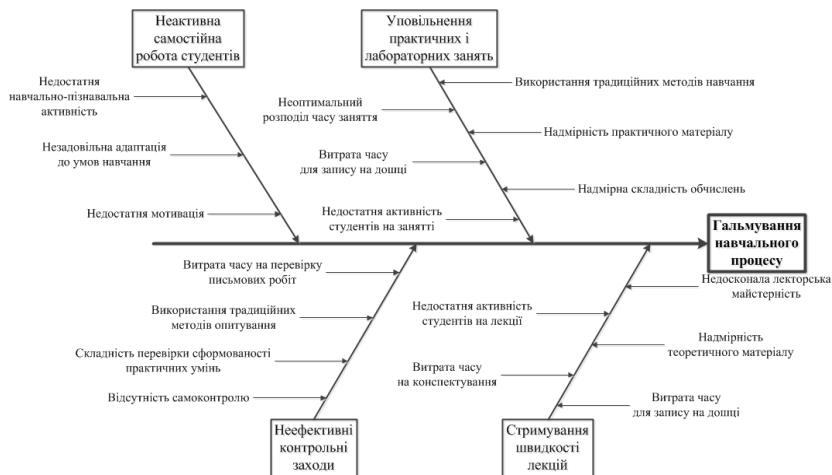 Неактивна
самостійна
робота студентів
Уповільнення
практичних і
лабораторних занять
Недостатня
навчально-пізнавальна
активність
Незадовільна адаптація
до умов навчання
Недостатня мотивація
Використання традиційних методів навчання
Неоптимальний
розподіл часу заняття
Надмірність практичного матеріалу
Витрата часу
для запису на дошці
Надмірна складність обчислень
Недостатня активність
студентів на занятті
Гальмування
навчального
процесу
Витрата часу на перевірку
письмових робіт
Використання традиційних
методів опитування
Складність перевірки сформованості
практичних умінь
Відсутність самоконтролю
Недосконала лекторська
майстерність
Недостатня активність
студентів на лекції
Надмірність
теоретичного матеріалу
Витрата часу
на конспектування
Витрата часу
для запису на дошці
Неефективні
контрольні
заходи
Стримування
швидкості
лекцій